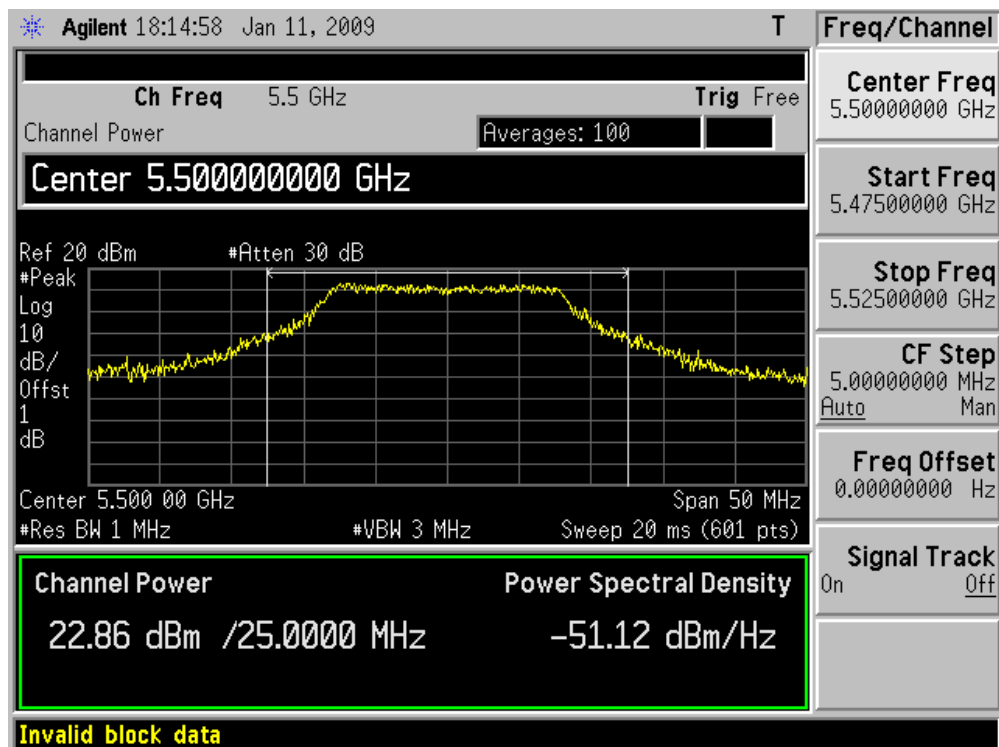 Agilent 18:14:58 Jan 11, 2009 T
Freq/Channel
Ch Freq 5.5 GHz Trig Free
Channel Power Averages: 100
Center 5.500000000 GHz
Ref 20 dBm #Atten 30 dB
#Peak
Log
10
dB/
Offst
1
dB
Center 5.500 00 GHz Span 50 MHz
#Res BW 1 MHz #VBW 3 MHz Sweep 20 ms (601 pts)
Channel Power Power Spectral Density
22.86 dBm /25.0000 MHz -51.12 dBm/Hz
Center Freq
5.50000000 GHz
Start Freq
5.47500000 GHz
Stop Freq
5.52500000 GHz
CF Step
5.00000000 MHz
Auto Man
Freq Offset
0.00000000 Hz
Signal Track
On Off
Invalid block data